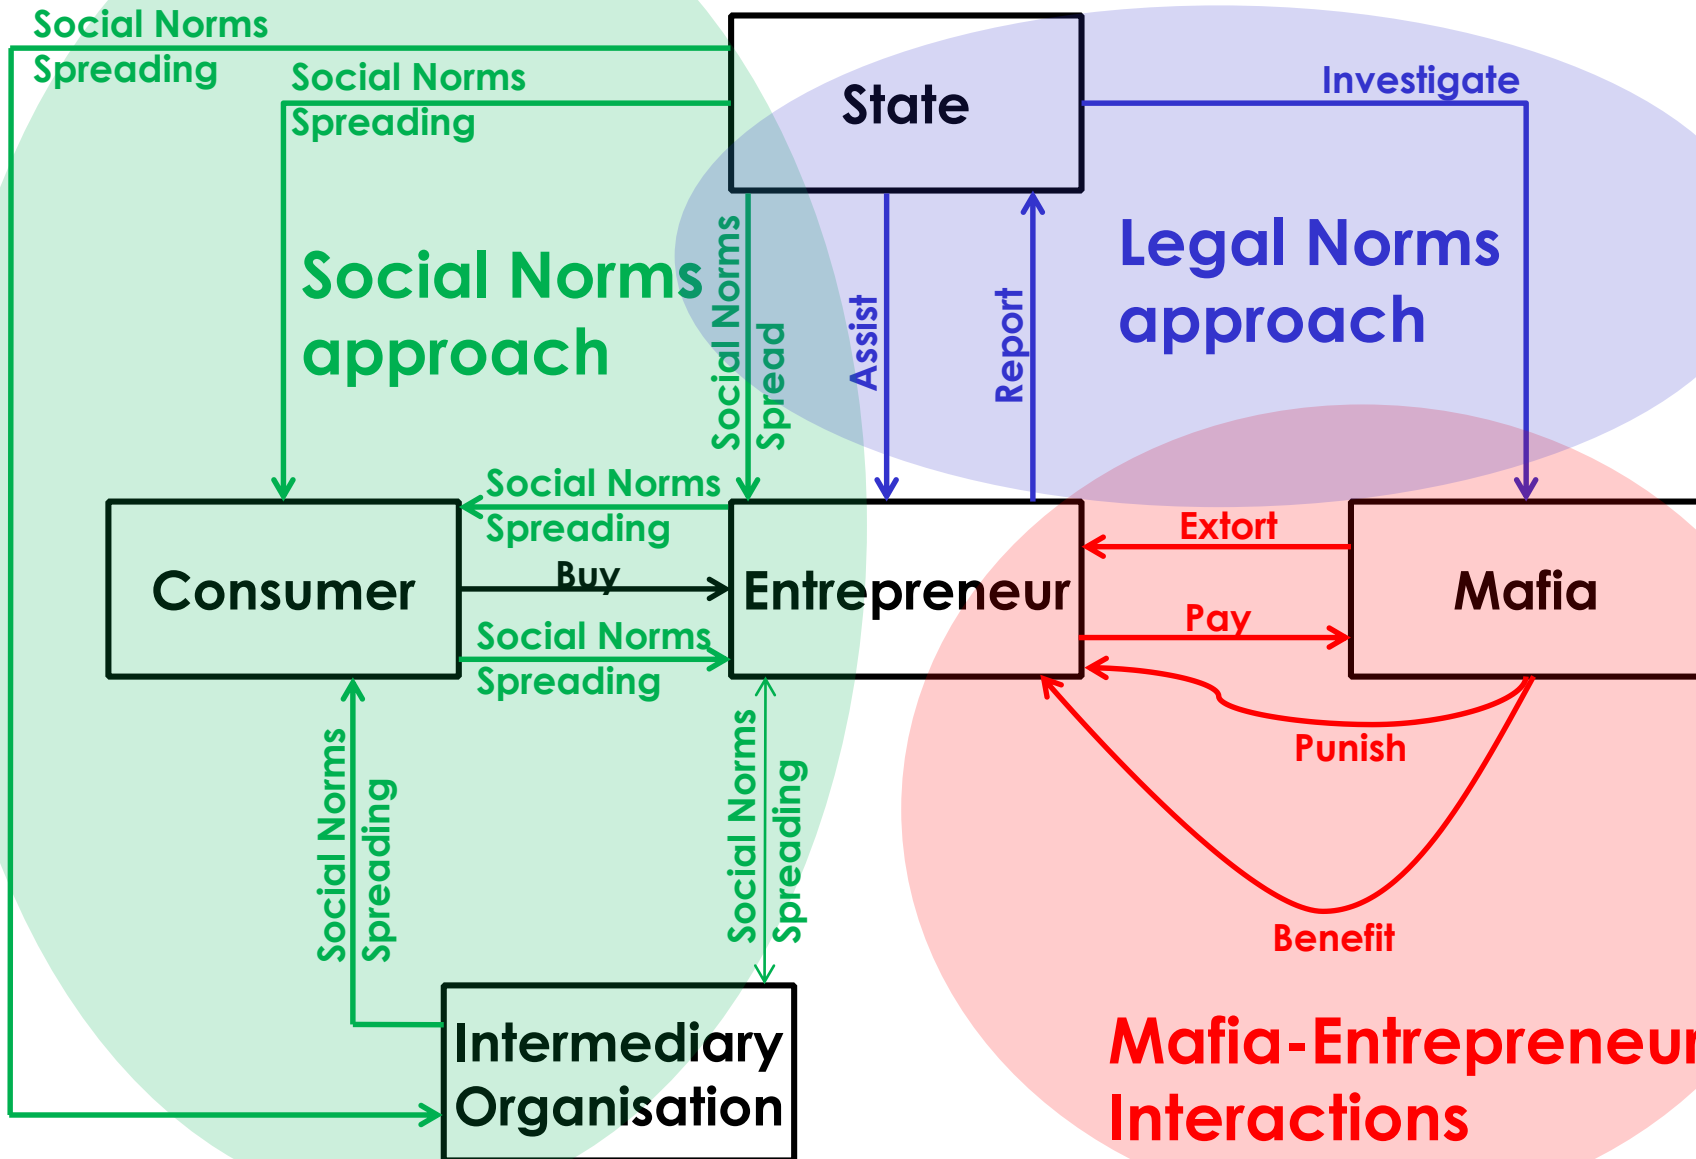 Social Norms
Spreading
Social Norms
Spreading
State
Investigate
Social Norms
approach
Social Norms
Spread
Assist
Report
Legal Norms
approach
Social Norms
Spreading
Buy
Social Norms
Spreading
Consumer
Entrepreneur
Extort
Pay
Mafia
Punish
Benefit
Social Norms
Spreading
Social Norms
Spreading
Intermediary
Organisation
Mafia-Entrepreneur
Interactions